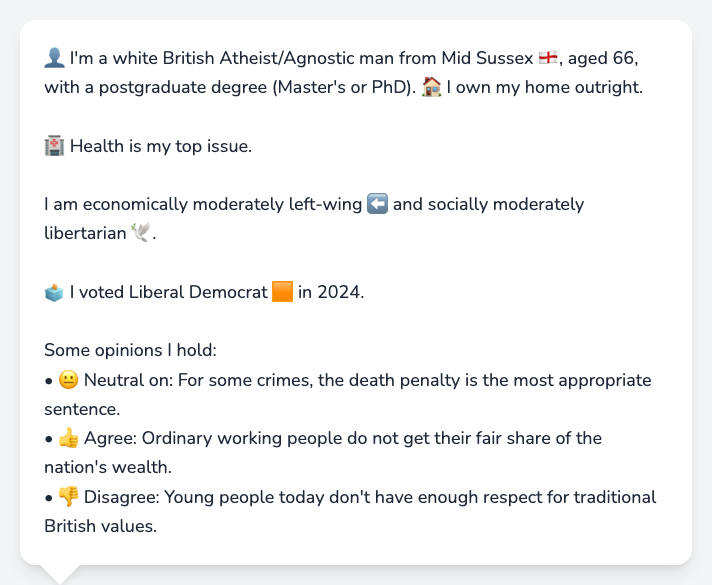 👤 I'm a white British Atheist/Agnostic man from Mid Sussex 🏴󠁧󠁢󠁥󠁮󠁧󠁿, aged 66,
with a postgraduate degree (Master's or PhD). 🏠 I own my home outright.
🏥 Health is my top issue.
I am economically moderately left-wing ⬅️ and socially moderately
libertarian 🕊️.
🗳️ I voted Liberal Democrat 🟧 in 2024.
Some opinions I hold:
• 😐 Neutral on: For some crimes, the death penalty is the most appropriate
sentence.
• 👍 Agree: Ordinary working people do not get their fair share of the
nation's wealth.
• 👎 Disagree: Young people today don't have enough respect for traditional
British values.